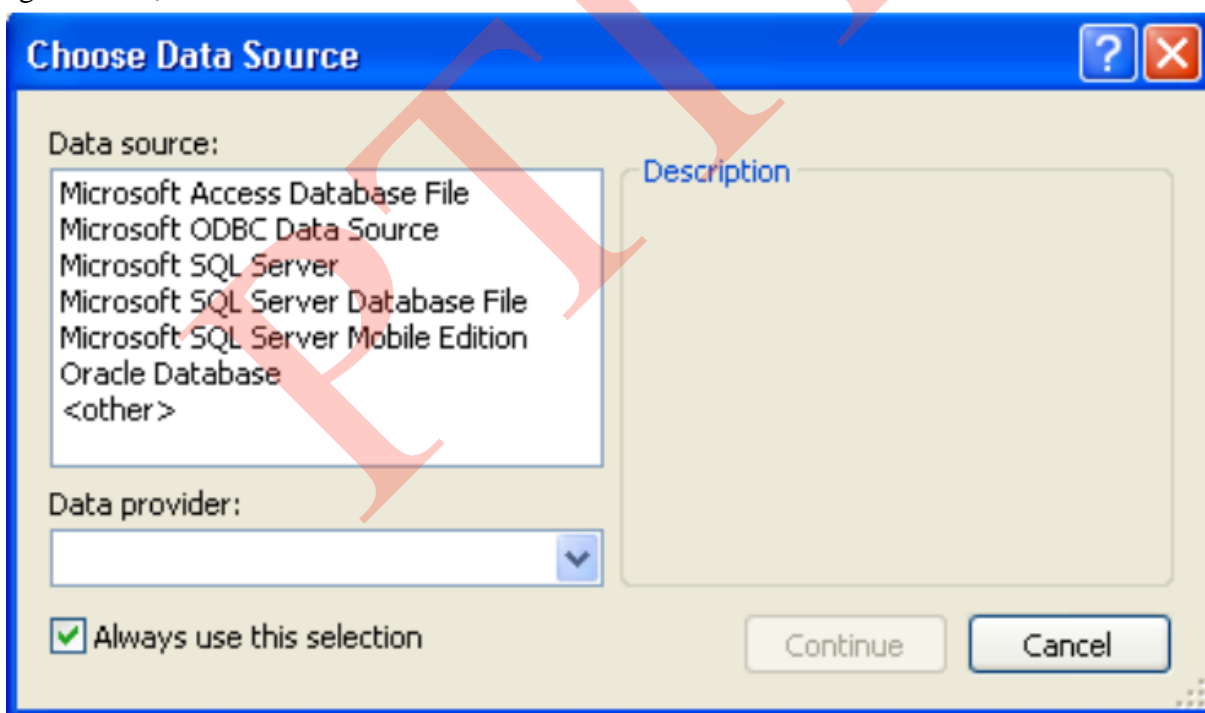 Choose Data Source
Data source:
Microsoft Access Database File
Microsoft ODBC Data Source
Microsoft SQL Server
Microsoft SQL Server Database File
Microsoft SQL Server Mobile Edition
Oracle Database
<other>
Description
Data provider:
Always use this selection
Continue
Cancel